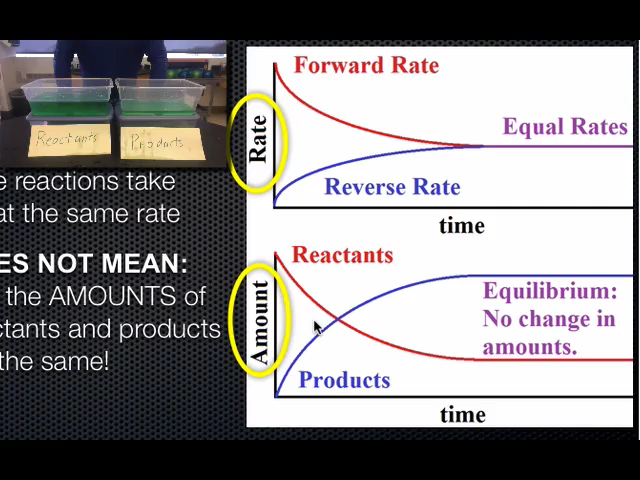 Reactants
Products
e reactions take
at the same rate
ES NOT MEAN:
the AMOUNTS of
ctants and products
the same!
Forward Rate
Rate
Equal Rates
Reverse Rate
time
Reactants
Amount
Equilibrium:
No change in
amounts.
Products
time